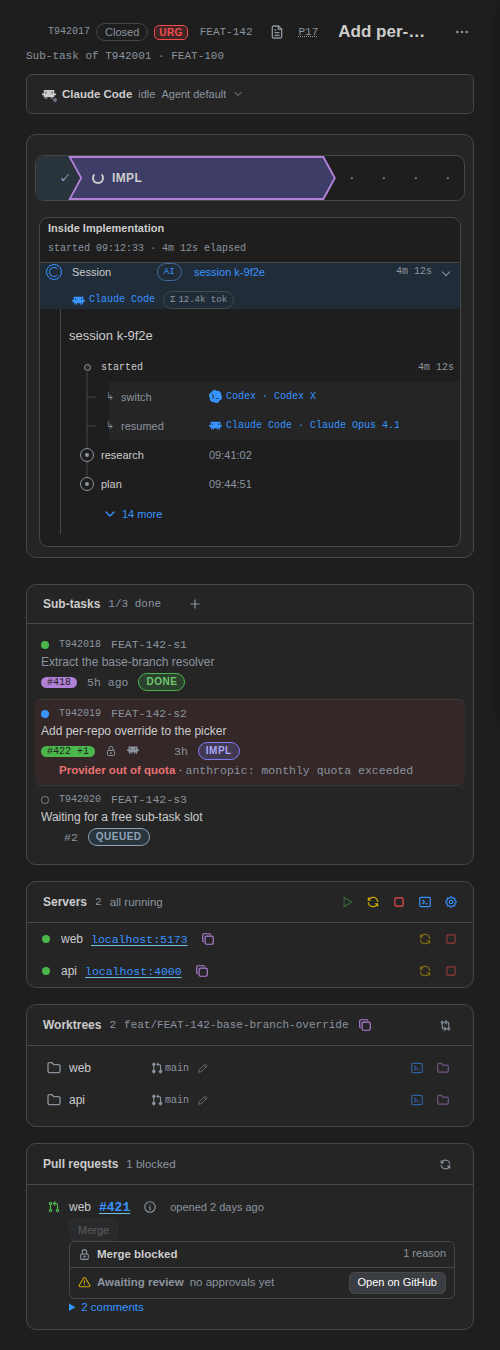 T942017 Closed URG FEAT-142 P17 Add per-… ···
Sub-task of T942001 · FEAT-100
Claude Code idle Agent default
✓ IMPL · · · ·
Inside Implementation
started 09:12:33 · 4m 12s elapsed
Session AI session k-9f2e 4m 12s
Claude Code Σ 12.4k tok
session k-9f2e
started 4m 12s
↳ switch Codex · Codex X
↳ resumed Claude Code · Claude Opus 4.1
research 09:41:02
plan 09:44:51
14 more
Sub-tasks 1/3 done +
T942018 FEAT-142-s1
Extract the base-branch resolver
#418 5h ago DONE
T942019 FEAT-142-s2
Add per-repo override to the picker
#422 +1 3h IMPL
Provider out of quota · anthropic: monthly quota exceeded
T942020 FEAT-142-s3
Waiting for a free sub-task slot
#2 QUEUED
Servers 2 all running
web localhost:5173
api localhost:4000
Worktrees 2 feat/FEAT-142-base-branch-override
web main
api main
Pull requests 1 blocked
web #421 opened 2 days ago
Merge
Merge blocked 1 reason
Awaiting review no approvals yet Open on GitHub
2 comments